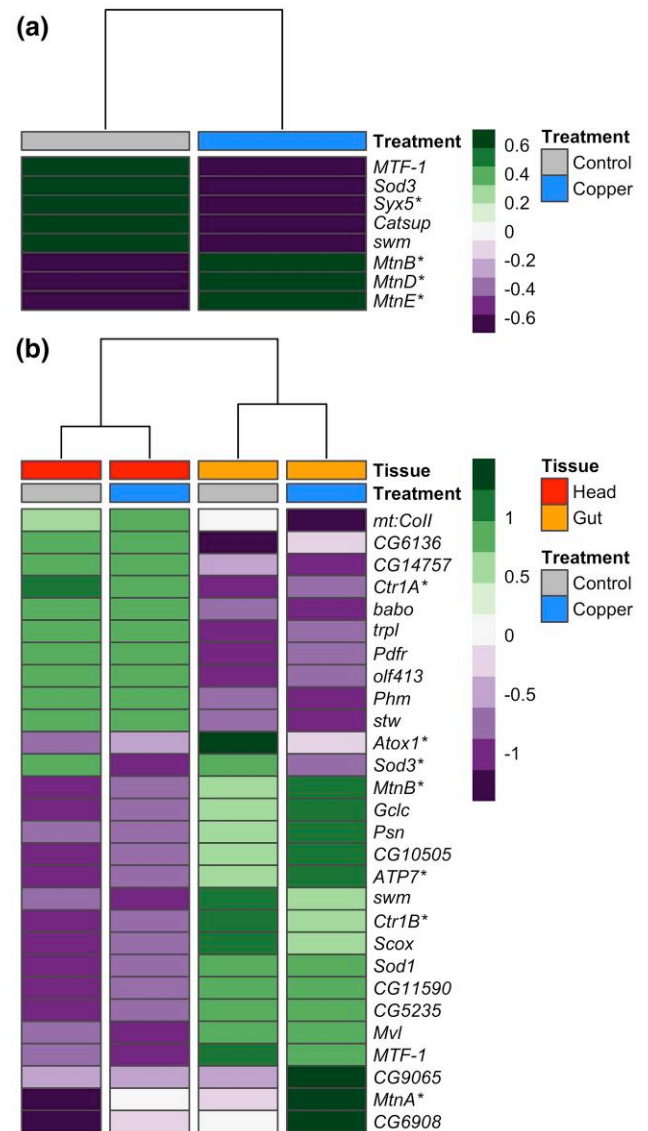 (a)
Treatment
MTF-1
Sod3
Syx5*
Catsup
swm
MtnB*
MtnD*
MtnE*
0.6
0.4
0.2
0
-0.2
-0.4
-0.6
Treatment
Control
Copper
(b)
Tissue
Treatment
mt:CoII
CG6136
CG14757
Ctr1A*
babo
trpl
Pdfr
olf413
Phm
stw
Atox1*
Sod3*
MtnB*
Gclc
Psn
CG10505
ATP7*
swm
Ctr1B*
Scox
Sod1
CG11590
CG5235
Mvl
MTF-1
CG9065
MtnA*
CG6908
1
0.5
0
-0.5
-1
Tissue
Head
Gut
Treatment
Control
Copper